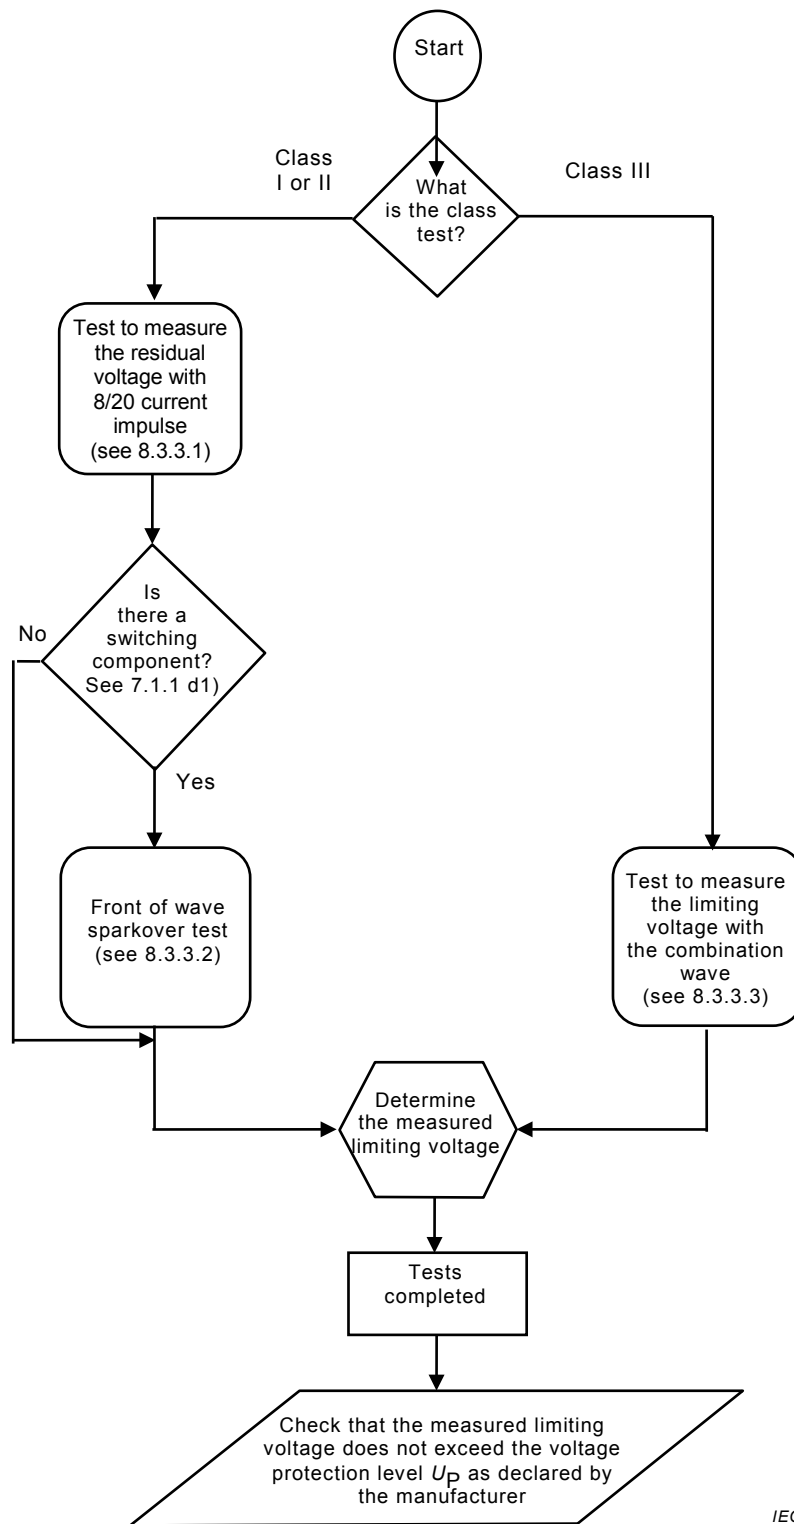 Start
Class
I or II
Class III
What
is the class
test?
Test to measure
the residual
voltage with
8/20 current
impulse
(see 8.3.3.1)
Is
there a
switching
component?
See 7.1.1 d1)
No
Yes
Front of wave
sparkover test
(see 8.3.3.2)
Test to measure
the limiting
voltage with
the combination
wave
(see 8.3.3.3)
Determine
the measured
limiting voltage
Tests
completed
Check that the measured limiting
voltage does not exceed the voltage
protection level UP as declared by
the manufacturer